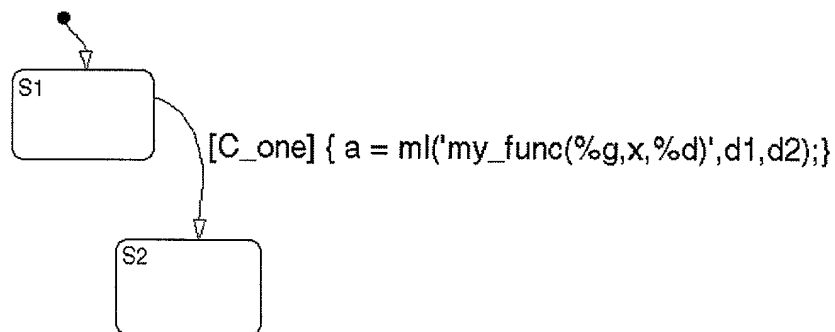 S1
[C_one] { a = ml('my_func(%g,x,%d)',d1,d2);}
S2